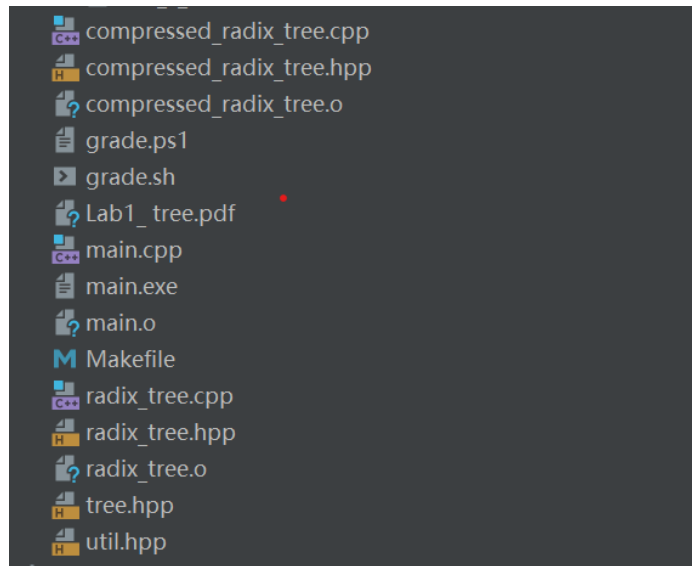 compressed_radix_tree.cpp
compressed_radix_tree.hpp
compressed_radix_tree.o
grade.ps1
grade.sh
Lab1_ tree.pdf
main.cpp
main.exe
main.o
Makefile
radix_tree.cpp
radix_tree.hpp
radix_tree.o
tree.hpp
util.hpp